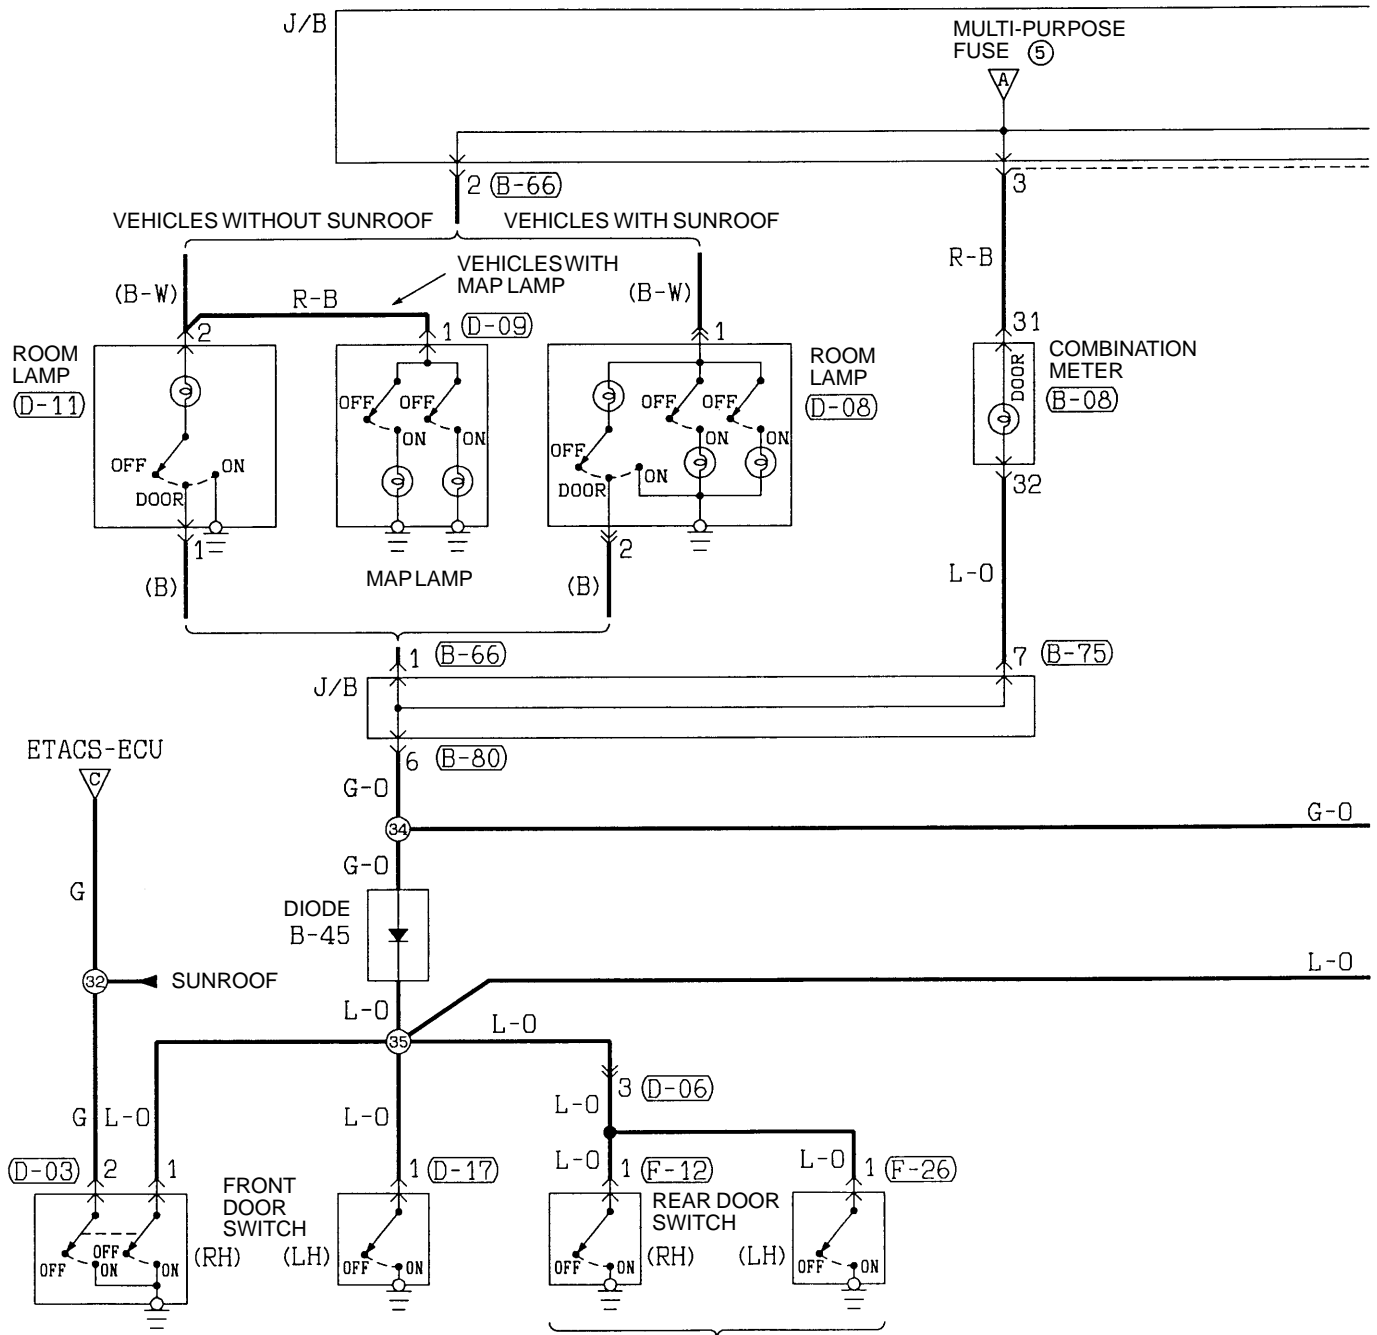 J/B
MULTI-PURPOSE
FUSE ⑤
A
2 (B-66)
3
VEHICLES WITHOUT SUNROOF
VEHICLES WITH SUNROOF
VEHICLES WITH
MAP LAMP
(B-W)
R-B
(B-W)
R-B
2
1 (D-09)
1
31
ROOM
LAMP
(D-11)
ROOM
LAMP
(D-08)
COMBINATION
METER
(B-08)
DOOR
OFF
OFF
ON
ON
OFF
OFF
ON
ON
OFF
ON
DOOR
OFF
ON
DOOR
32
1
2
MAP LAMP
(B)
(B)
L-O
1 (B-66)
7 (B-75)
J/B
ETACS-ECU
C
6 (B-80)
G-O
34
G-O
G-O
G
DIODE
B-45
32
SUNROOF
L-O
L-O
35
L-O
3 (D-06)
G
L-O
L-O
L-O
L-O
L-O
(D-03)
2
1
1 (D-17)
1 (F-12)
1 (F-26)
FRONT
DOOR
SWITCH
REAR DOOR
SWITCH
(RH)
(LH)
(RH)
(LH)
OFF
OFF
ON
ON
OFF
ON
OFF
ON
OFF
ON